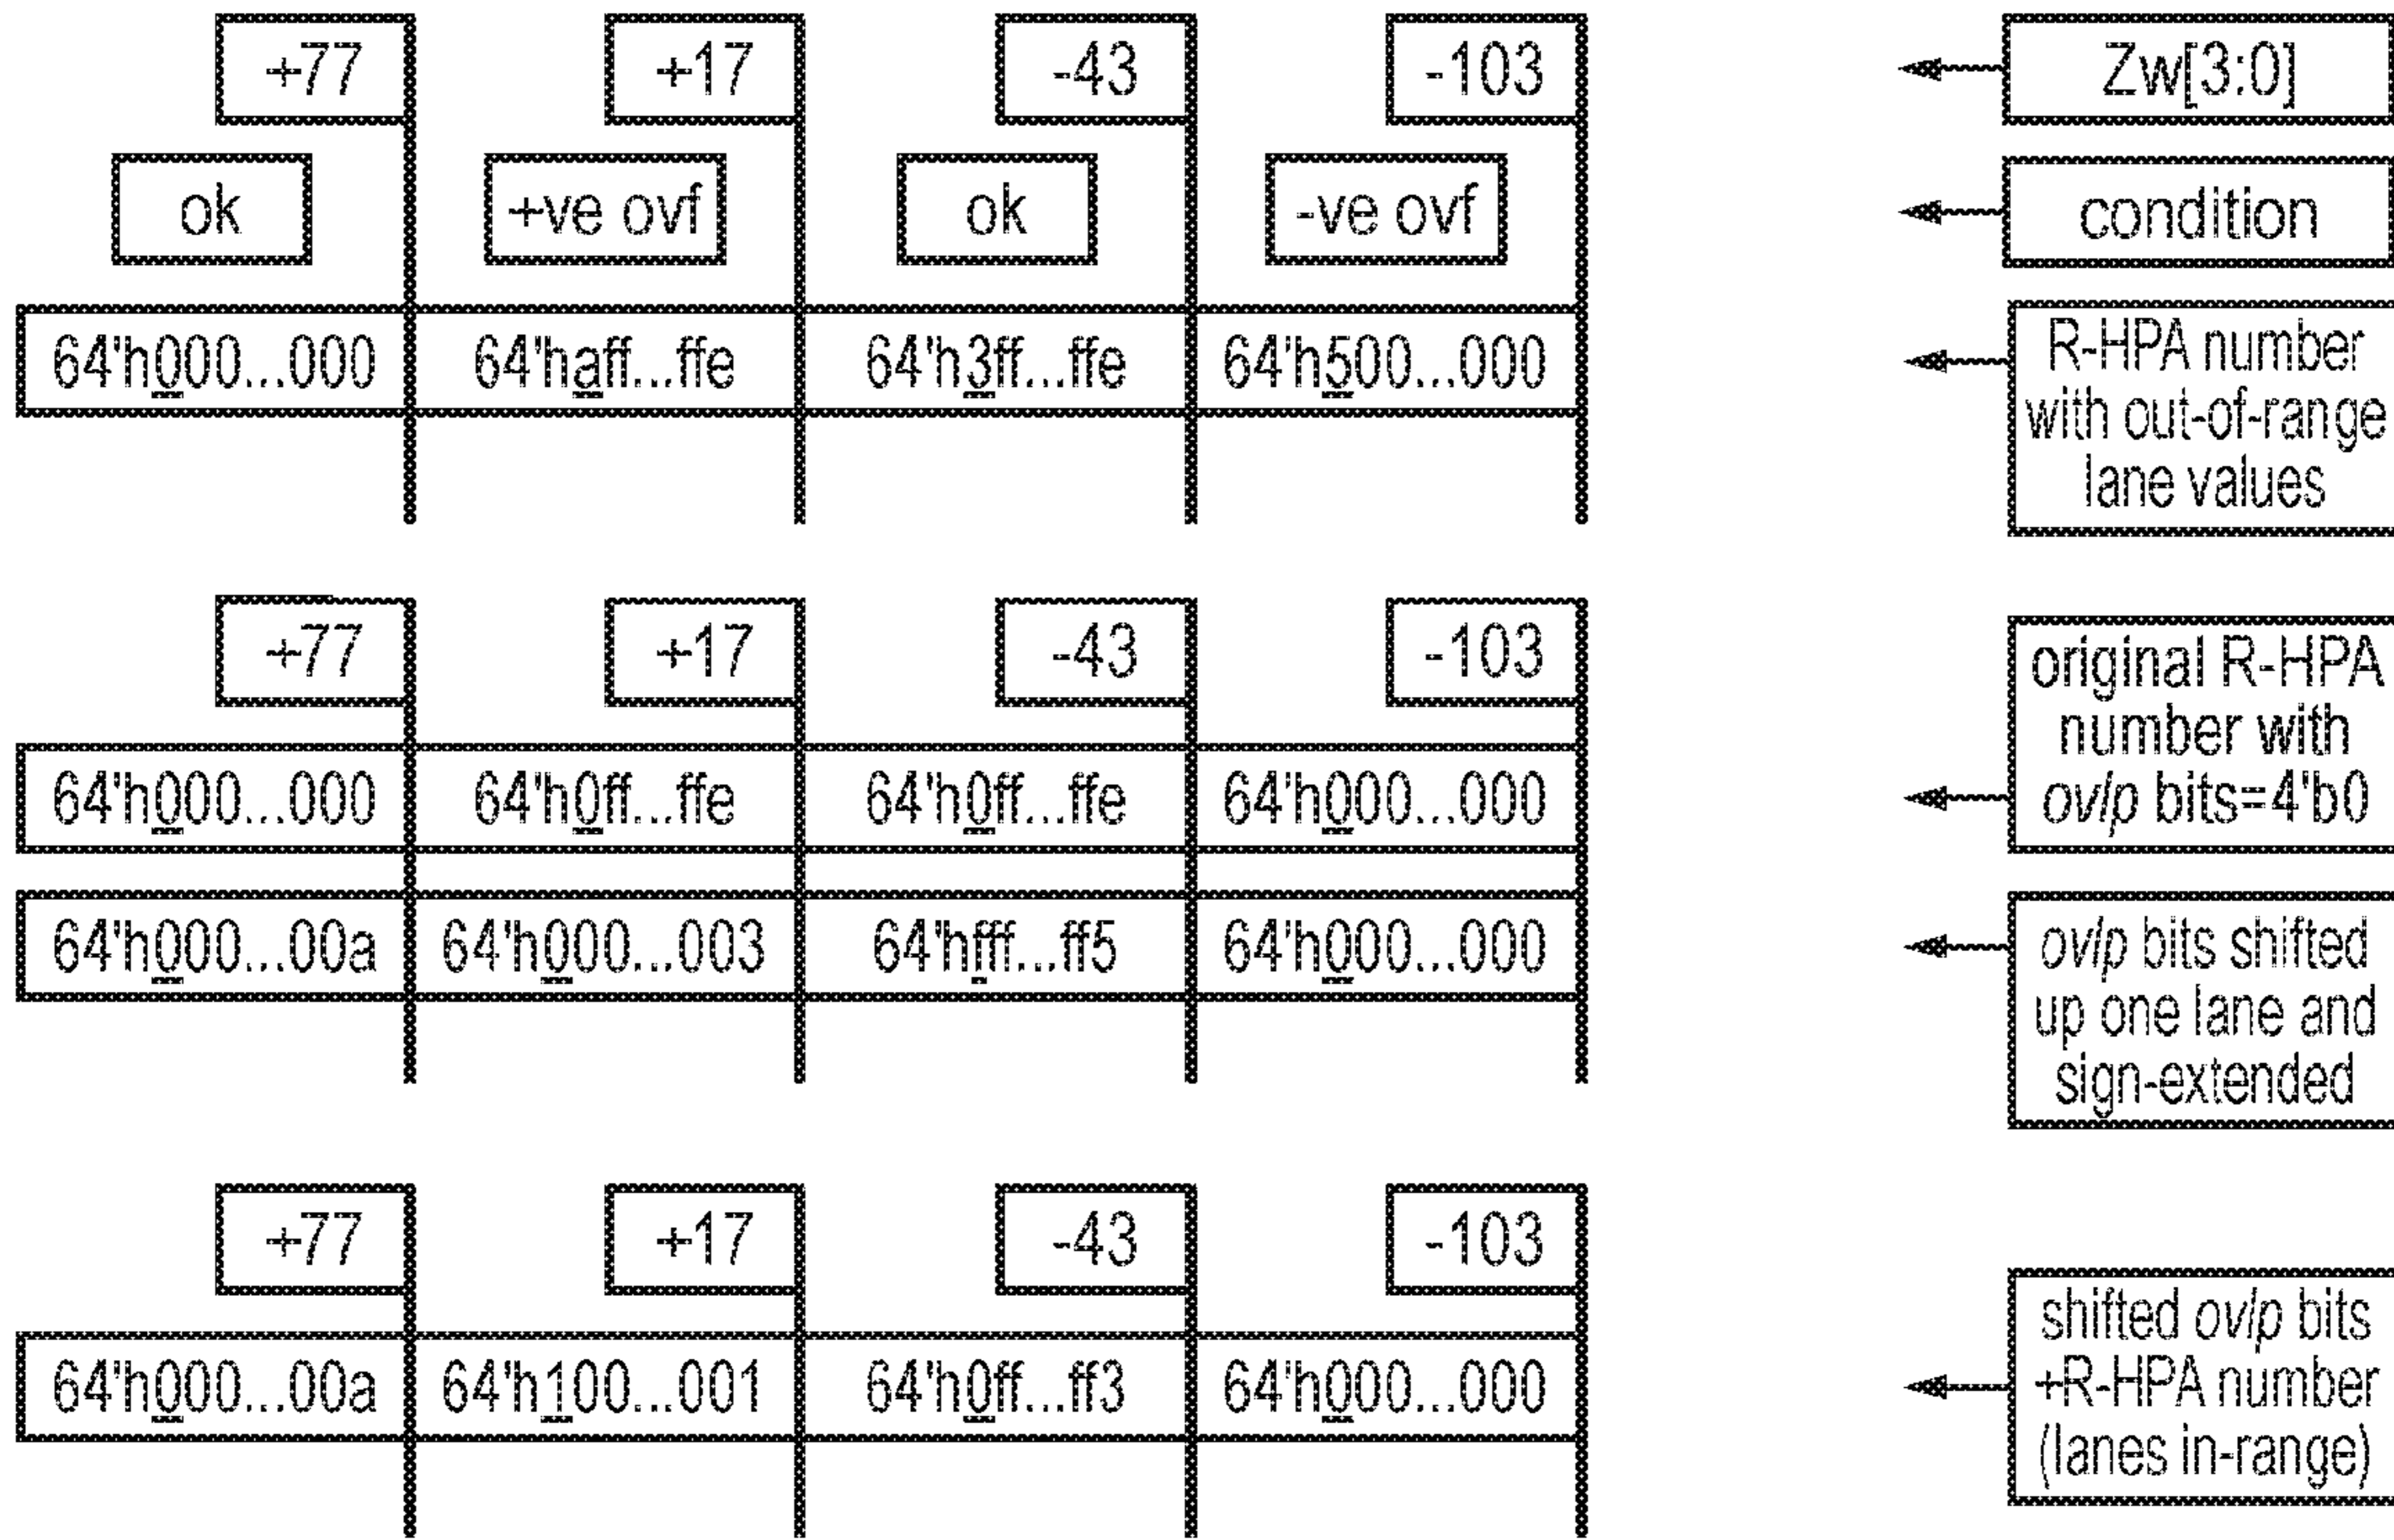 +77 +17 -43 -103 Zw[3:0]
ok +ve ovf ok -ve ovf condition
64'h000...000 64'haff...ffe 64'h3ff...ffe 64'h500...000
R-HPA number
with out-of-range
lane values
+77 +17 -43 -103
original R-HPA
number with
ovlp bits=4'b0
64'h000...000 64'h0ff...ffe 64'h0ff...ffe 64'h000...000
64'h000...00a 64'h000...003 64'hfff...ff5 64'h000...000
ovlp bits shifted
up one lane and
sign-extended
+77 +17 -43 -103
shifted ovlp bits
+R-HPA number
(lanes in-range)
64'h000...00a 64'h100...001 64'h0ff...ff3 64'h000...000